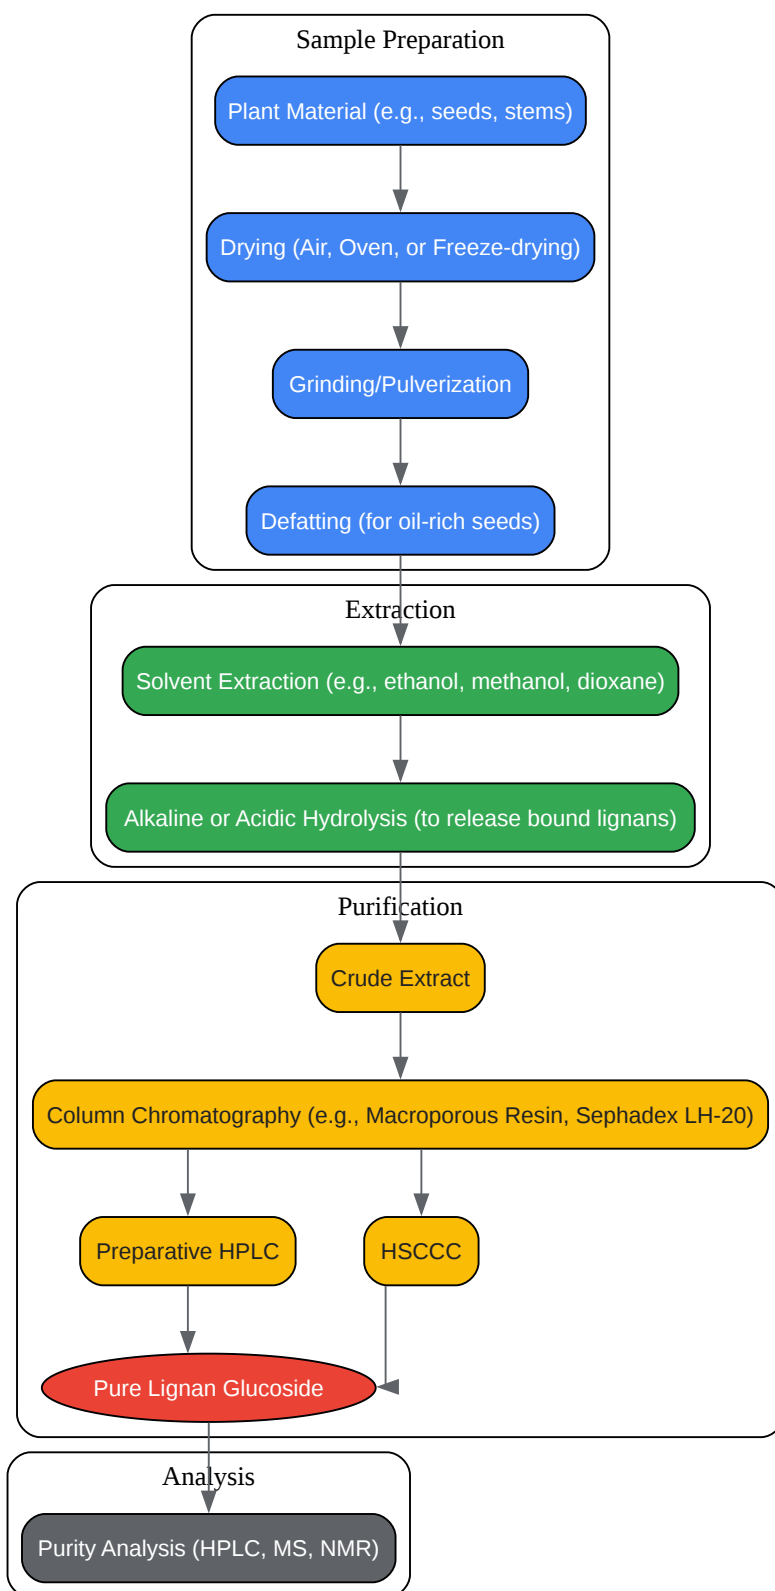 Sample Preparation
Plant Material (e.g., seeds, stems)
Drying (Air, Oven, or Freeze-drying)
Grinding/Pulverization
Defatting (for oil-rich seeds)
Extraction
Solvent Extraction (e.g., ethanol, methanol, dioxane)
Alkaline or Acidic Hydrolysis (to release bound lignans)
Purification
Crude Extract
Column Chromatography (e.g., Macroporous Resin, Sephadex LH-20)
Preparative HPLC
HSCCC
Pure Lignan Glucoside
Analysis
Purity Analysis (HPLC, MS, NMR)